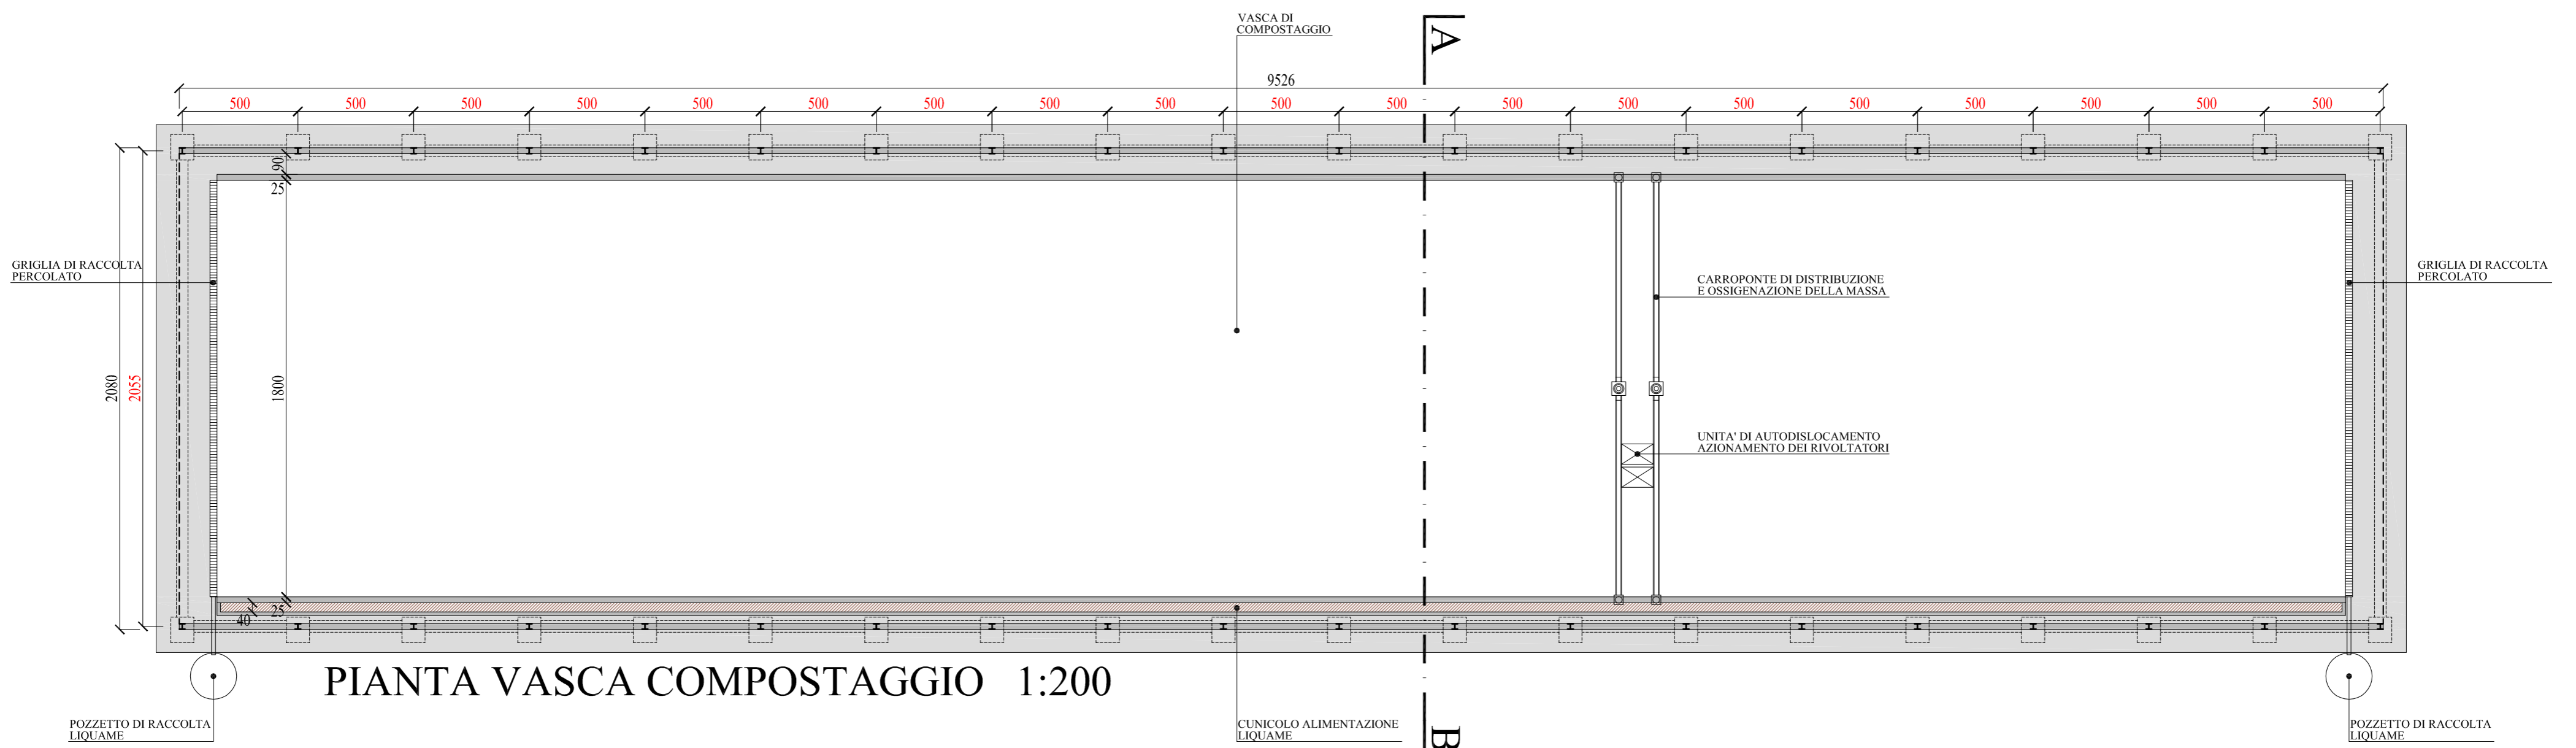 VASCA DI
COMPOSTAGGIO
A
9526
500 500 500 500 500 500 500 500 500 500 500 500 500 500 500 500 500 500 500
90
25
GRIGLIA DI RACCOLTA
PERCOLATO
GRIGLIA DI RACCOLTA
PERCOLATO
CARROPONTE DI DISTRIBUZIONE
E OSSIGENAZIONE DELLA MASSA
2080
2055
1800
UNITA' DI AUTODISLOCAMENTO
AZIONAMENTO DEI RIVOLTATORI
25
40
PIANTA VASCA COMPOSTAGGIO 1:200
POZZETTO DI RACCOLTA
LIQUAME
CUNICOLO ALIMENTAZIONE
LIQUAME
B
POZZETTO DI RACCOLTA
LIQUAME